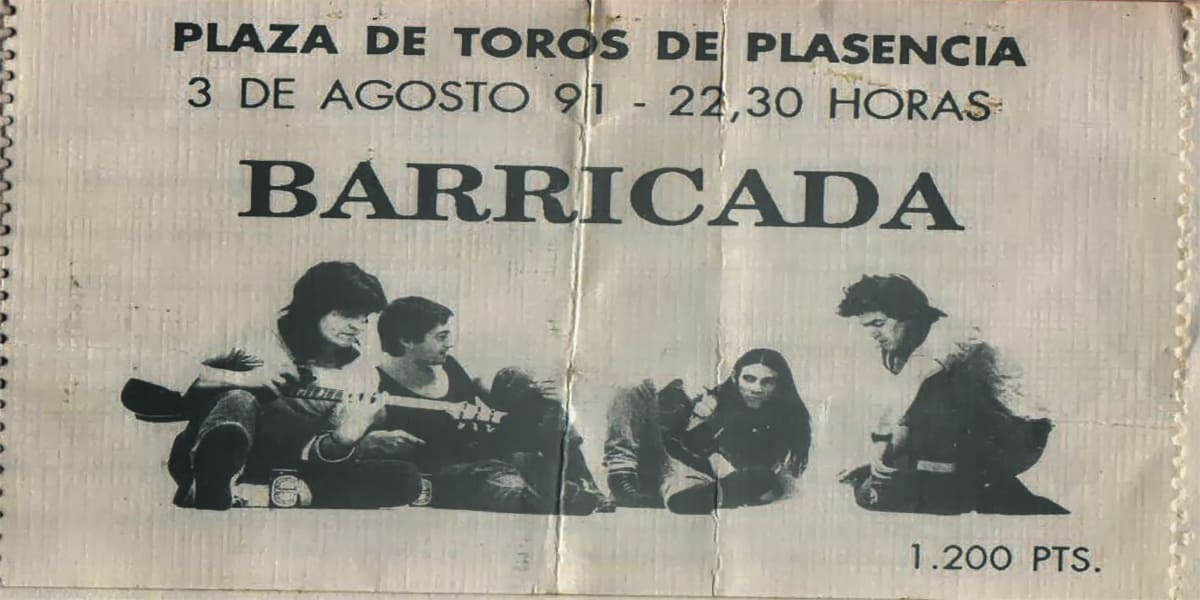 PLAZA DE TOROS DE PLASENCIA
3 DE AGOSTO 91 - 22,30 HORAS
BARRICADA
1.200 PTS.